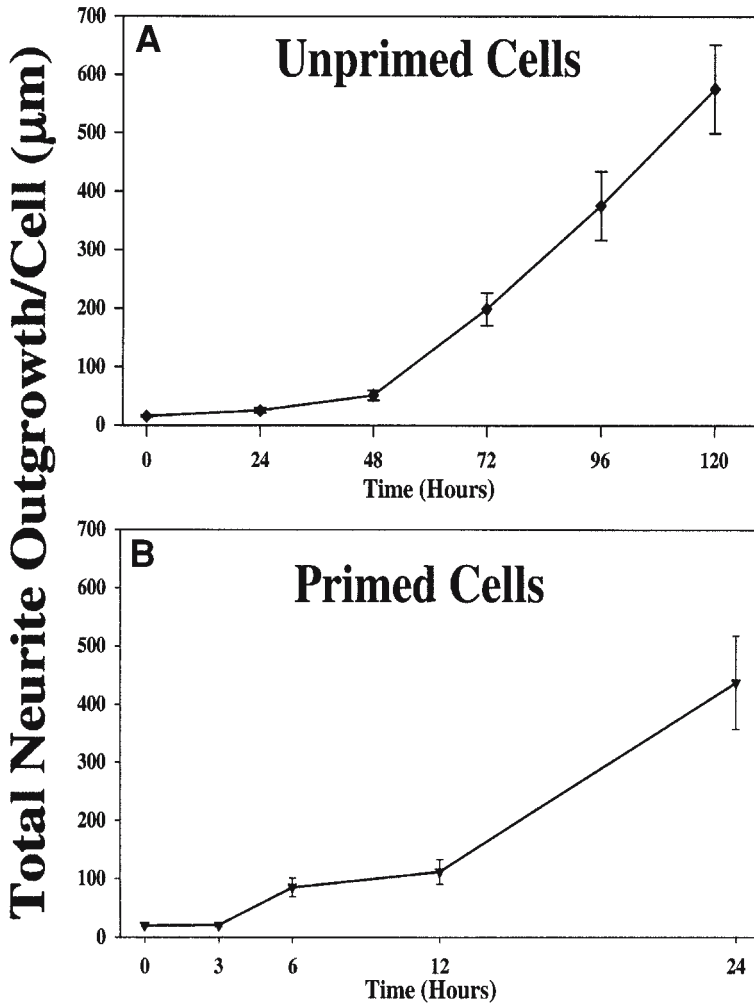 Total Neurite Outgrowth/Cell (µm)
A
Unprimed Cells
700
600
500
400
300
200
100
0
0 24 48 72 96 120
Time (Hours)
B
Primed Cells
700
600
500
400
300
200
100
0
0 3 6 12 24
Time (Hours)